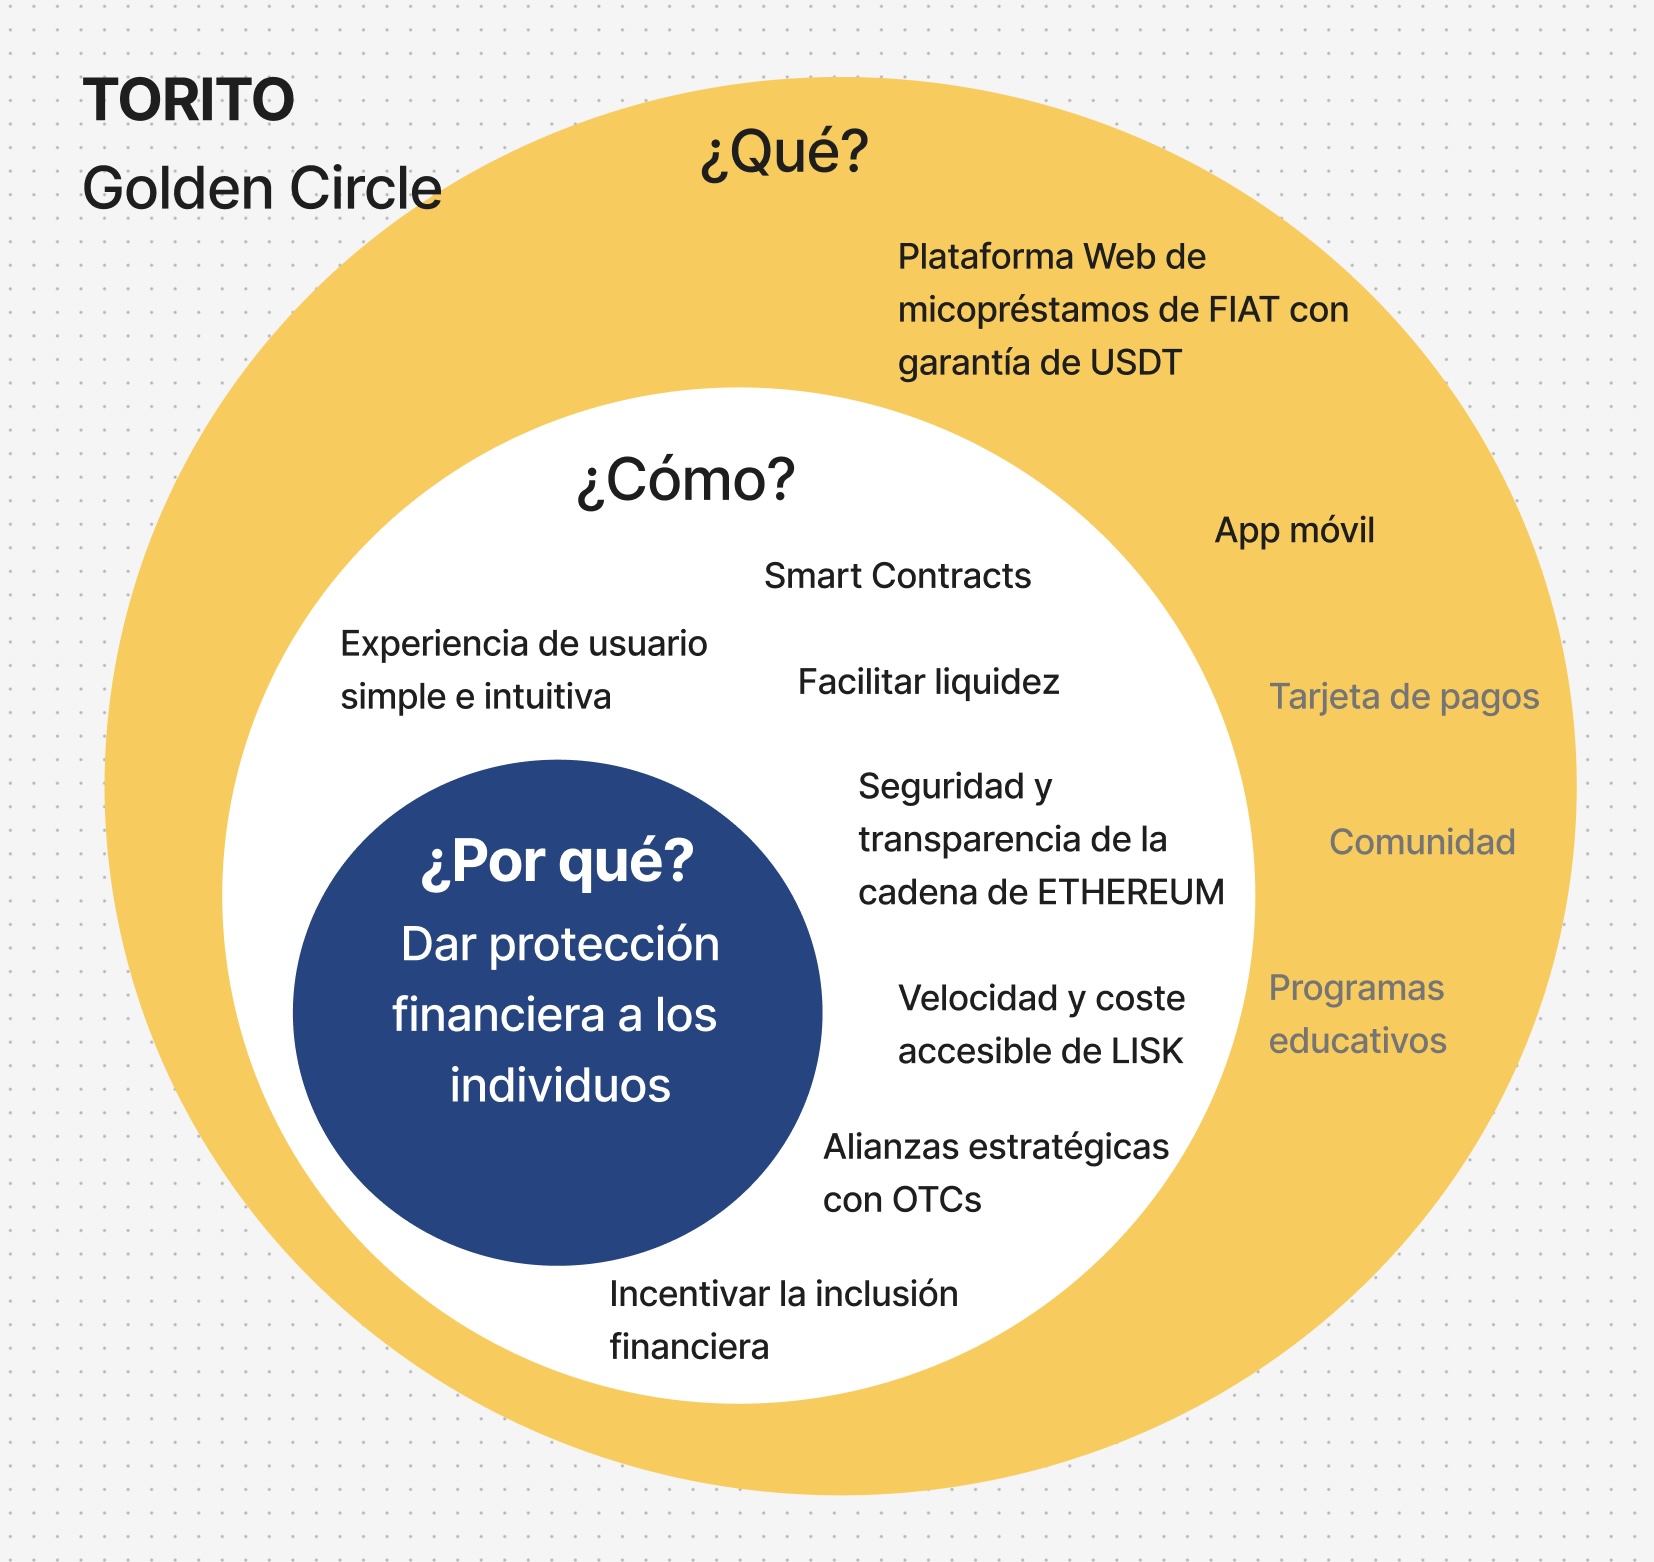 TORITO
Golden Circle
¿Qué?
Plataforma Web de
micopréstamos de FIAT con
garantía de USDT
App móvil
Tarjeta de pagos
Comunidad
Programas
educativos
¿Cómo?
Smart Contracts
Experiencia de usuario
simple e intuitiva
Facilitar liquidez
Seguridad y
transparencia de la
cadena de ETHEREUM
Velocidad y coste
accesible de LISK
Alianzas estratégicas
con OTCs
Incentivar la inclusión
financiera
¿Por qué?
Dar protección
financiera a los
individuos